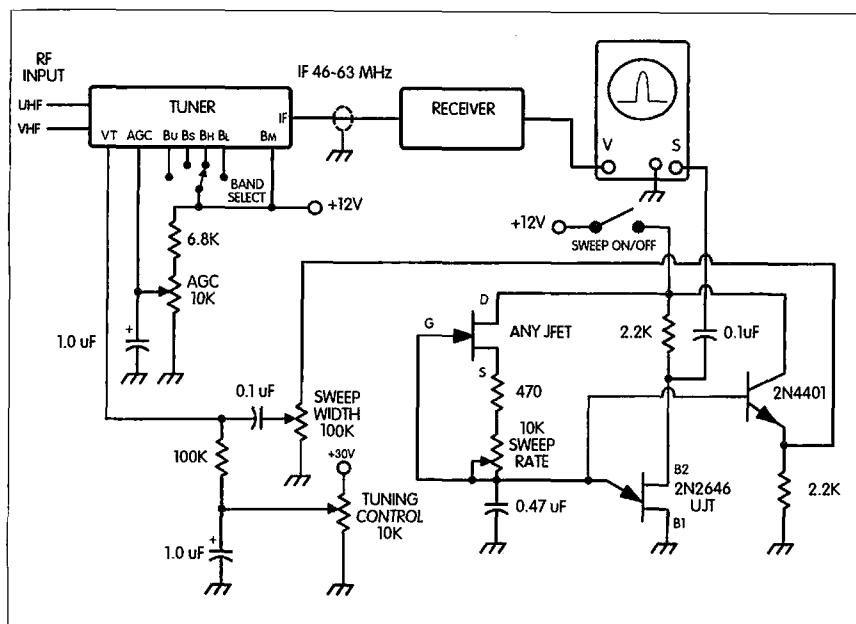 RF
INPUT
UHF
VHF
TUNER
IF
VT AGC BU BS BH BL BM
BAND
SELECT
IF 46-63 MHz
RECEIVER
V
S
+12V
+12V
SWEEP ON/OFF
6.8K
AGC
10K
1.0 uF
+
D
G
ANY JFET
S
2.2K
0.1uF
470
2N4401
0.1 uF
SWEEP
WIDTH
100K
10K
SWEEP
RATE
100K
+30V
B2
2N2646
UJT
B1
2.2K
0.47 uF
TUNING
CONTROL
10K
+
1.0 uF